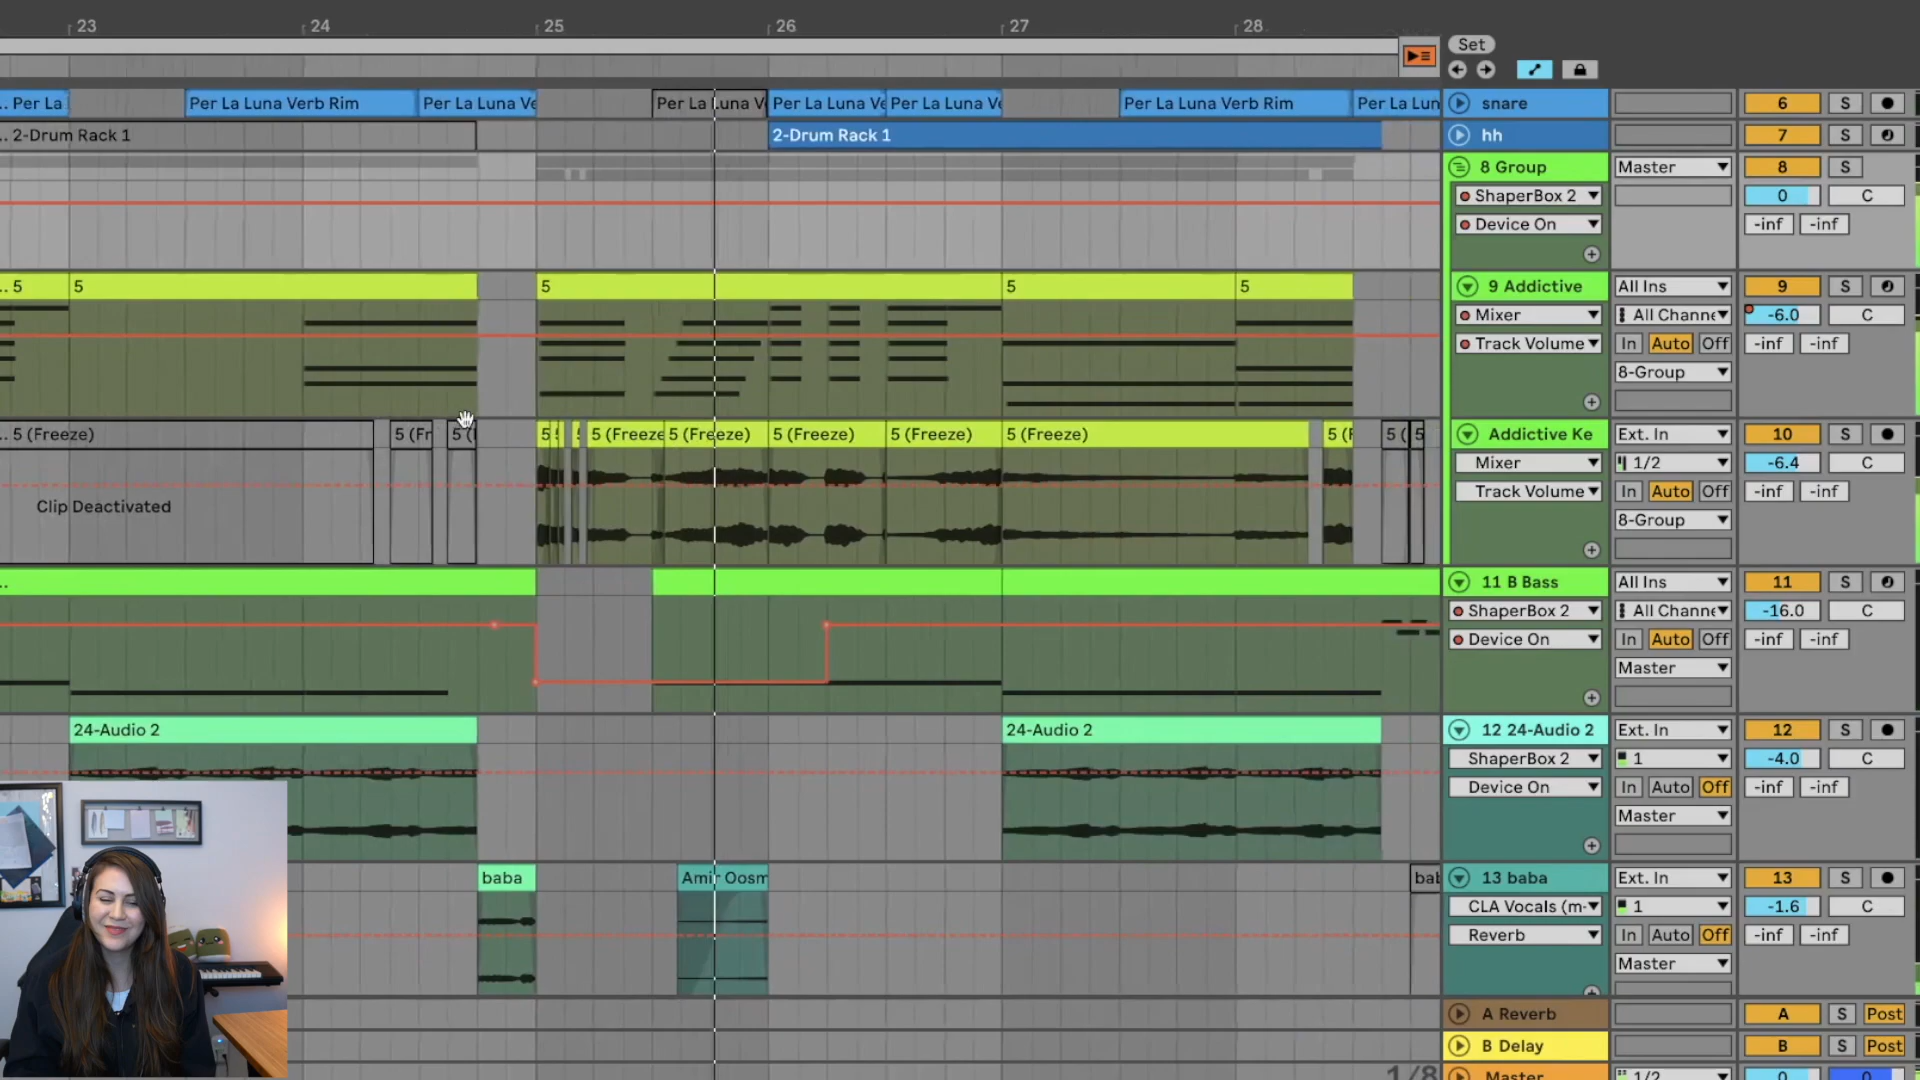 23 24 25 26 27 28
Set
.. Per La Per La Luna Verb Rim Per La Luna Ve Per La Luna V Per La Luna Ve Per La Luna Ve Per La Luna Verb Rim Per La Lun snare 6 S
.. 2-Drum Rack 1 2-Drum Rack 1 hh 7 S
8 Group Master 8 S
ShaperBox 2 0 C
Device On -inf -inf
.. 5 5 5 5 5 9 Addictive All Ins 9 S
Mixer All Channe -6.0 C
Track Volume In Auto Off -inf -inf
8-Group
.. 5 (Freeze) 5 (Fr 5 ( 5 5 (Freeze 5 (Freeze) 5 (Freeze) 5 (Freeze) 5 (Freeze) 5 (F 5 ( 5 Addictive Ke Ext. In 10 S
Mixer 1/2 -6.4 C
Clip Deactivated Track Volume In Auto Off -inf -inf
8-Group
.. 11 B Bass All Ins 11 S
ShaperBox 2 All Channe -16.0 C
Device On In Auto Off -inf -inf
Master
24-Audio 2 24-Audio 2 12 24-Audio 2 Ext. In 12 S
ShaperBox 2 1 -4.0 C
Device On In Auto Off -inf -inf
Master
baba Amir Oosm bab 13 baba Ext. In 13 S
CLA Vocals (m- 1 -1.6 C
Reverb In Auto Off -inf -inf
Master
A Reverb A S Post
B Delay B S Post
1/8 Master 1/2 0 0